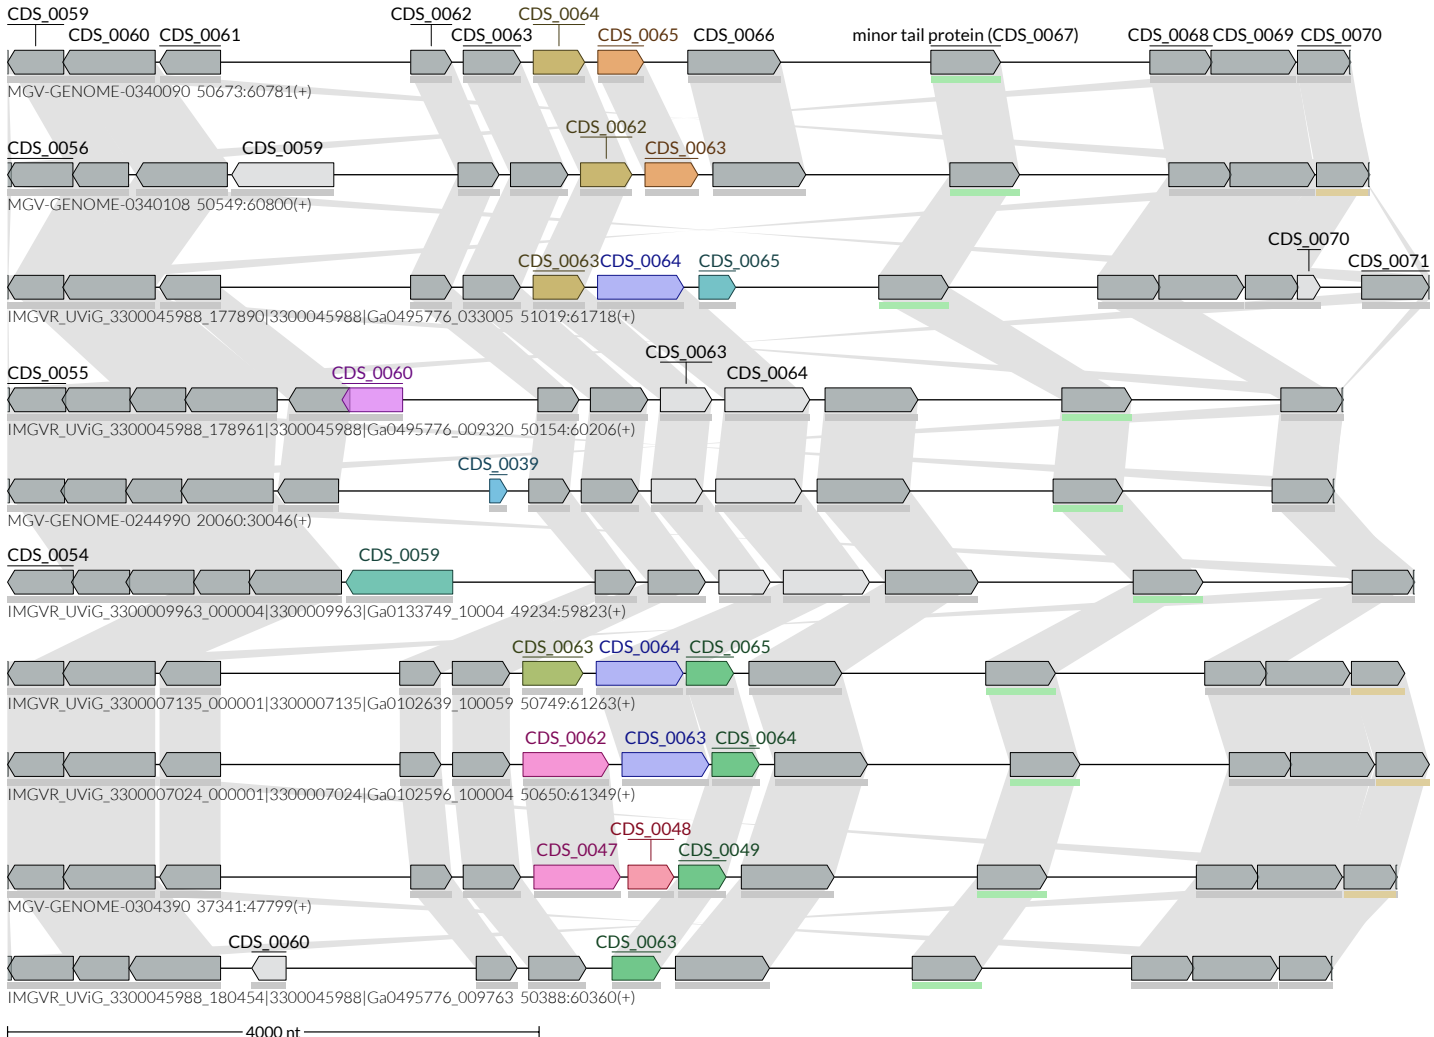 CDS_0059 CDS_0062 CDS_0064
CDS_0060 CDS_0061 CDS_0063 CDS_0065 CDS_0066 minor tail protein (CDS_0067) CDS_0068 CDS_0069 CDS_0070
MGV-GENOME-0340090 50673:60781(+)
CDS_0062
CDS_0056 CDS_0059 CDS_0063
MGV-GENOME-0340108 50549:60800(+)
CDS_0070
CDS_0063 CDS_0064 CDS_0065 CDS_0071
IMGVR_UViG_3300045988_177890|3300045988|Ga0495776_033005 51019:61718(+)
CDS_0063
CDS_0055 CDS_0060 CDS_0064
IMGVR_UViG_3300045988_178961|3300045988|Ga0495776_009320 50154:60206(+)
CDS_0039
MGV-GENOME-0244990 20060:30046(+)
CDS_0054 CDS_0059
IMGVR_UViG_3300009963_000004|3300009963|Ga0133749_10004 49234:59823(+)
CDS_0063 CDS_0064 CDS_0065
IMGVR_UViG_3300007135_000001|3300007135|Ga0102639_100059 50749:61263(+)
CDS_0062 CDS_0063 CDS_0064
IMGVR_UViG_3300007024_000001|3300007024|Ga0102596_100004 50650:61349(+)
CDS_0048
CDS_0047 CDS_0049
MGV-GENOME-0304390 37341:47799(+)
CDS_0060 CDS_0063
IMGVR_UViG_3300045988_180454|3300045988|Ga0495776_009763 50388:60360(+)
4000 nt